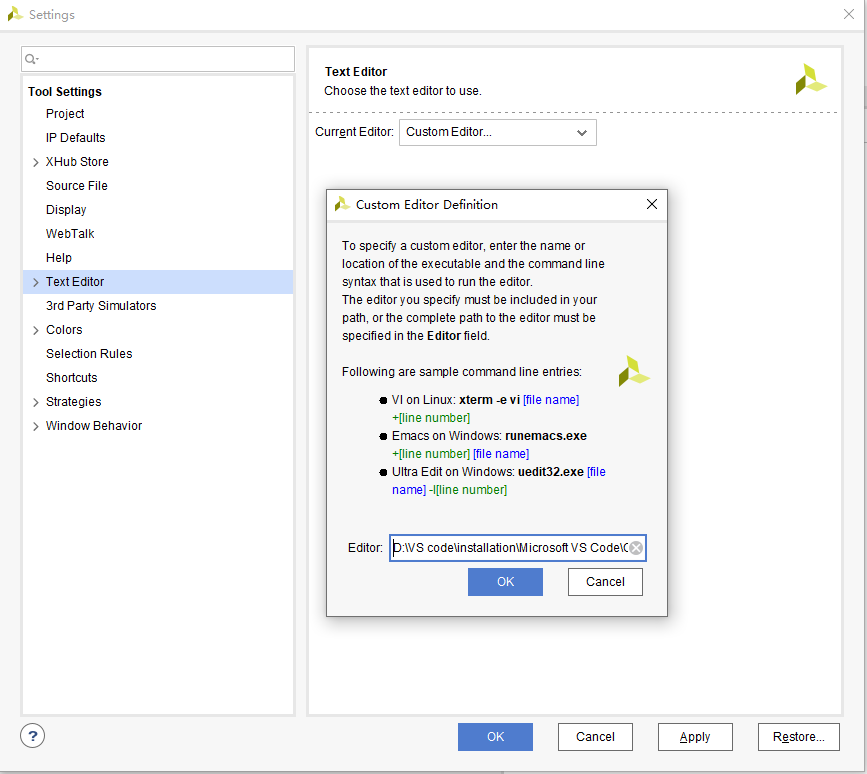 Settings
Tool Settings
Project
IP Defaults
XHub Store
Source File
Display
WebTalk
Help
Text Editor
3rd Party Simulators
Colors
Selection Rules
Shortcuts
Strategies
Window Behavior
Text Editor
Choose the text editor to use.
Current Editor: Custom Editor...
Custom Editor Definition
To specify a custom editor, enter the name or
location of the executable and the command line
syntax that is used to run the editor.
The editor you specify must be included in your
path, or the complete path to the editor must be
specified in the Editor field.
Following are sample command line entries:
VI on Linux: xterm -e vi [file name]
+[line number]
Emacs on Windows: runemacs.exe
+[line number] [file name]
Ultra Edit on Windows: uedit32.exe [file
name] -l[line number]
Editor: D:\VS code\installation\Microsoft VS Code\
OK Cancel
? OK Cancel Apply Restore...